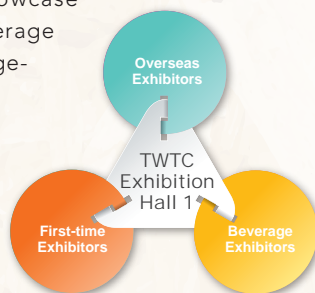 owcase
erage
ge-
Overseas
Exhibitors
TWTC
Exhibition
Hall 1
First-time
Exhibitors
Beverage
Exhibitors